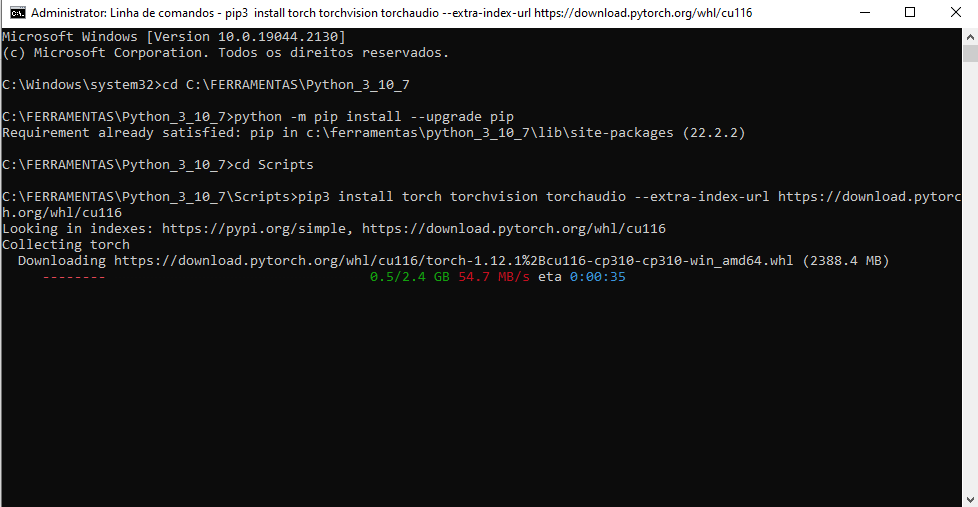 Administrator: Linha de comandos - pip3  install torch torchvision torchaudio --extra-index-url https://download.pytorch.org/whl/cu116
Microsoft Windows [Version 10.0.19044.2130]
(c) Microsoft Corporation. Todos os direitos reservados.
C:\Windows\system32>cd C:\FERRAMENTAS\Python_3_10_7
C:\FERRAMENTAS\Python_3_10_7>python -m pip install --upgrade pip
Requirement already satisfied: pip in c:\ferramentas\python_3_10_7\lib\site-packages (22.2.2)
C:\FERRAMENTAS\Python_3_10_7>cd Scripts
C:\FERRAMENTAS\Python_3_10_7\Scripts>pip3 install torch torchvision torchaudio --extra-index-url https://download.pytorc
h.org/whl/cu116
Looking in indexes: https://pypi.org/simple, https://download.pytorch.org/whl/cu116
Collecting torch
  Downloading https://download.pytorch.org/whl/cu116/torch-1.12.1%2Bcu116-cp310-cp310-win_amd64.whl (2388.4 MB)
     -------- 0.5/2.4 GB 54.7 MB/s eta 0:00:35